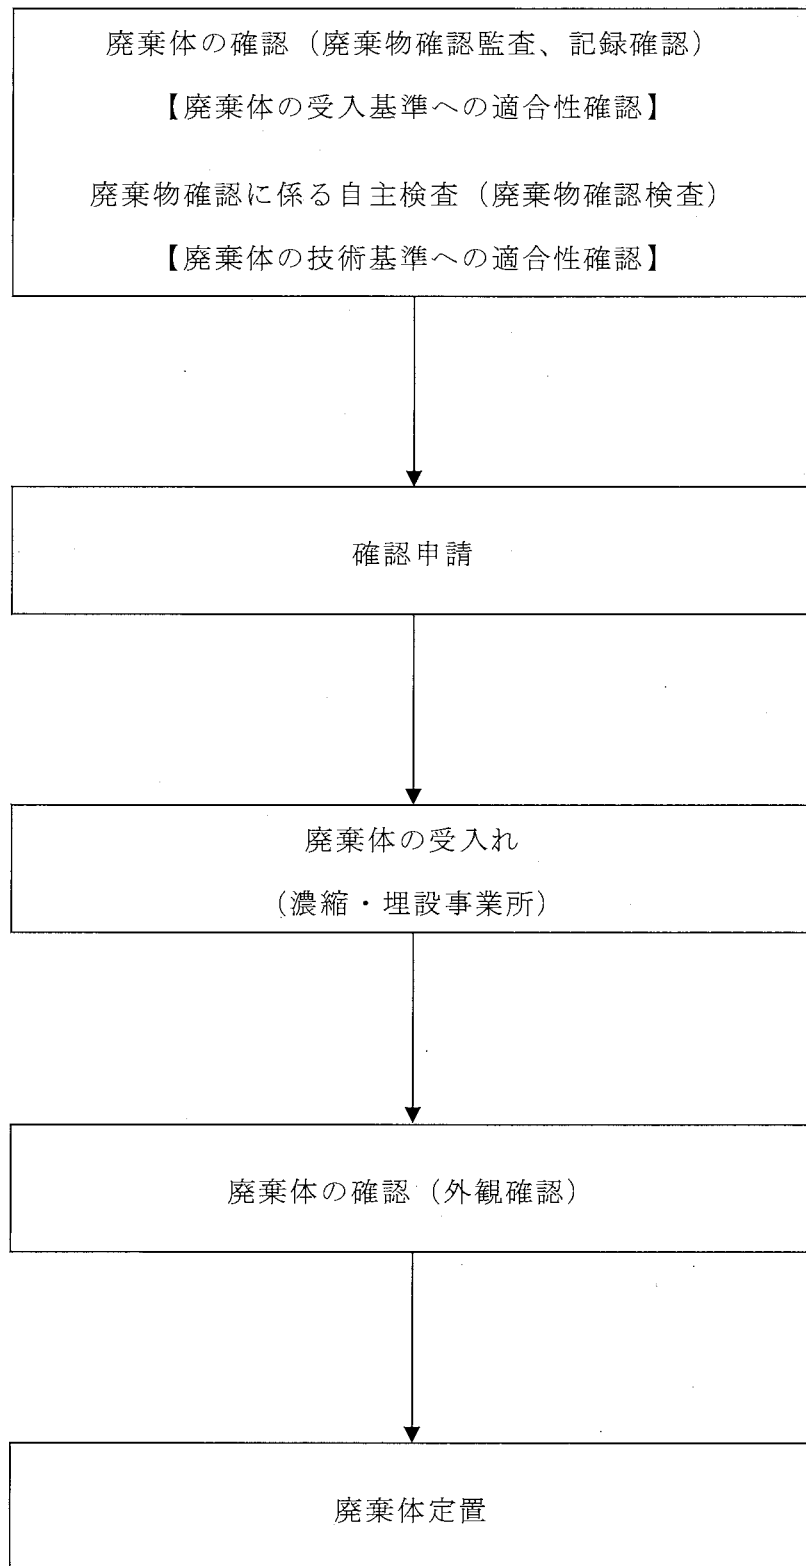 廃棄体の確認（廃棄物確認監査、記録確認）
【廃棄体の受入基準への適合性確認】
廃棄物確認に係る自主検査（廃棄物確認検査）
【廃棄体の技術基準への適合性確認】
確認申請
廃棄体の受入れ
（濃縮・埋設事業所）
廃棄体の確認（外観確認）
廃棄体定置